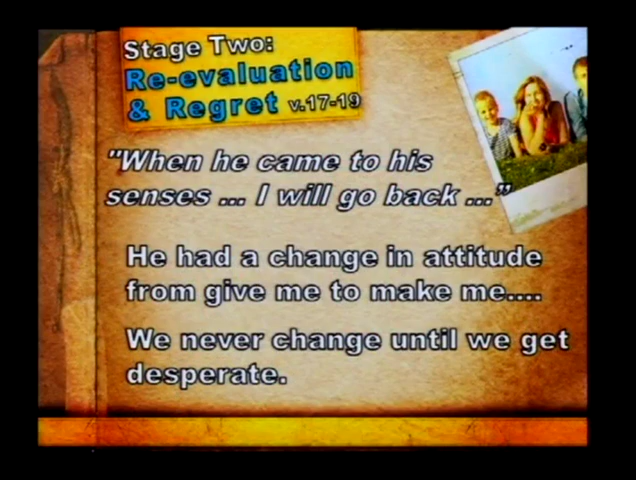 Stage Two:
Re-evaluation
& Regret v.17-19
"When he came to his
senses ... I will go back ..."
He had a change in attitude
from give me to make me....
We never change until we get
desperate.